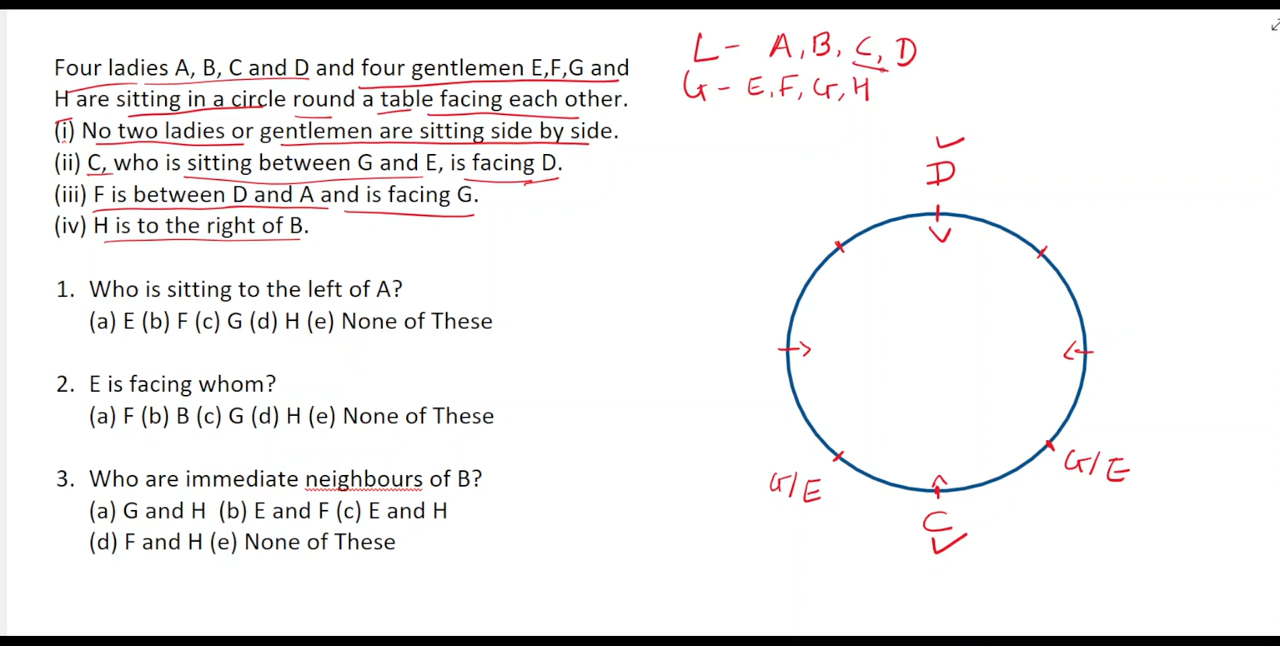 Four ladies A, B, C and D and four gentlemen E,F,G and
H are sitting in a circle round a table facing each other.
(i) No two ladies or gentlemen are sitting side by side.
(ii) C, who is sitting between G and E, is facing D.
(iii) F is between D and A and is facing G.
(iv) H is to the right of B.
1. Who is sitting to the left of A?
(a) E (b) F (c) G (d) H (e) None of These
2. E is facing whom?
(a) F (b) B (c) G (d) H (e) None of These
3. Who are immediate neighbours of B?
(a) G and H (b) E and F (c) E and H
(d) F and H (e) None of These
L - A, B, C, D
G - E, F, G, H
D
G/E
G/E
C